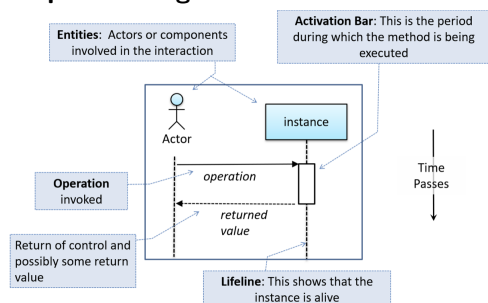 Entities: Actors or components
involved in the interaction
Activation Bar: This is the period
during which the method is being
executed
Actor
instance
operation
Operation
invoked
Time
Passes
returned
value
Return of control and
possibly some return
value
Lifeline: This shows that the
instance is alive